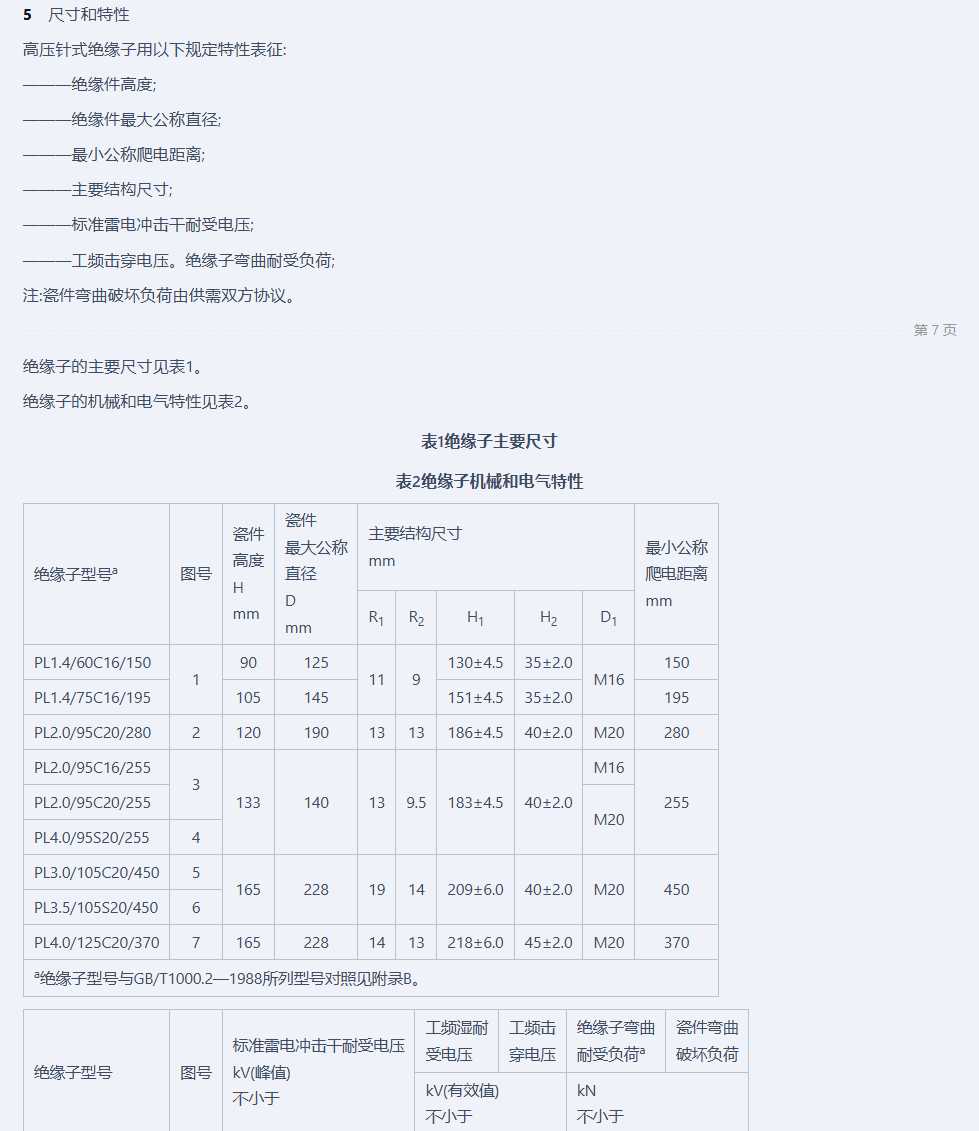 5 尺寸和特性
高压针式绝缘子用以下规定特性表征:
———绝缘件高度;
———绝缘件最大公称直径;
———最小公称爬电距离;
———主要结构尺寸;
———标准雷电冲击干耐受电压;
———工频击穿电压。绝缘子弯曲耐受负荷;
注:瓷件弯曲破坏负荷由供需双方协议。
第 7 页
绝缘子的主要尺寸见表1。
绝缘子的机械和电气特性见表2。
表1绝缘子主要尺寸
表2绝缘子机械和电气特性
绝缘子型号a
图号
瓷件
高度
H
mm
瓷件
最大公称
直径
D
mm
主要结构尺寸
mm
最小公称
爬电距离
mm
R1 R2 H1 H2 D1
PL1.4/60C16/150 1 90 125 11 9 130±4.5 35±2.0 M16 150
PL1.4/75C16/195 105 145 151±4.5 35±2.0 195
PL2.0/95C20/280 2 120 190 13 13 186±4.5 40±2.0 M20 280
PL2.0/95C16/255 3 M16
PL2.0/95C20/255 133 140 13 9.5 183±4.5 40±2.0 M20 255
PL4.0/95S20/255 4
PL3.0/105C20/450 5 165 228 19 14 209±6.0 40±2.0 M20 450
PL3.5/105S20/450 6
PL4.0/125C20/370 7 165 228 14 13 218±6.0 45±2.0 M20 370
a绝缘子型号与GB/T1000.2—1988所列型号对照见附录B。
绝缘子型号
图号
标准雷电冲击干耐受电压
kV(峰值)
不小于
工频湿耐
受电压
工频击
穿电压
绝缘子弯曲
耐受负荷a
瓷件弯曲
破坏负荷
kV(有效值)
不小于
kN
不小于